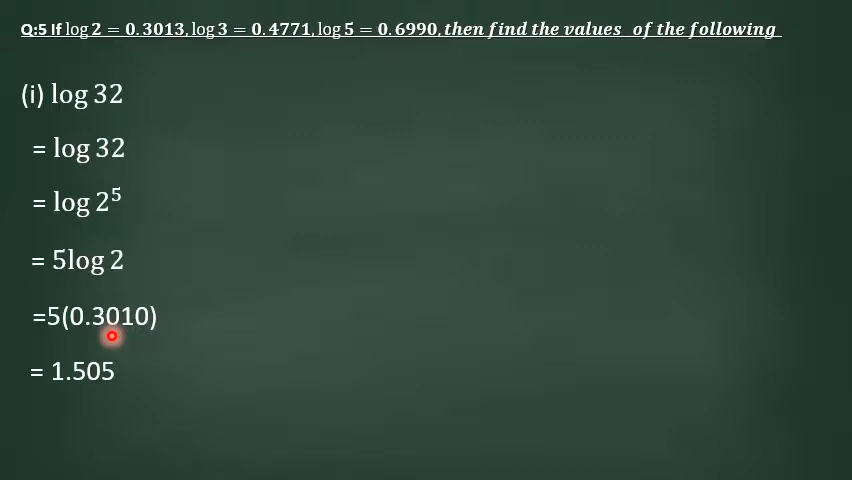 Q:5 If log 2 = 0.3013, log 3 = 0.4771, log 5 = 0.6990, then find the values of the following
(i) log 32
= log 32
= log 2⁵
= 5log 2
=5(0.3010)
= 1.505